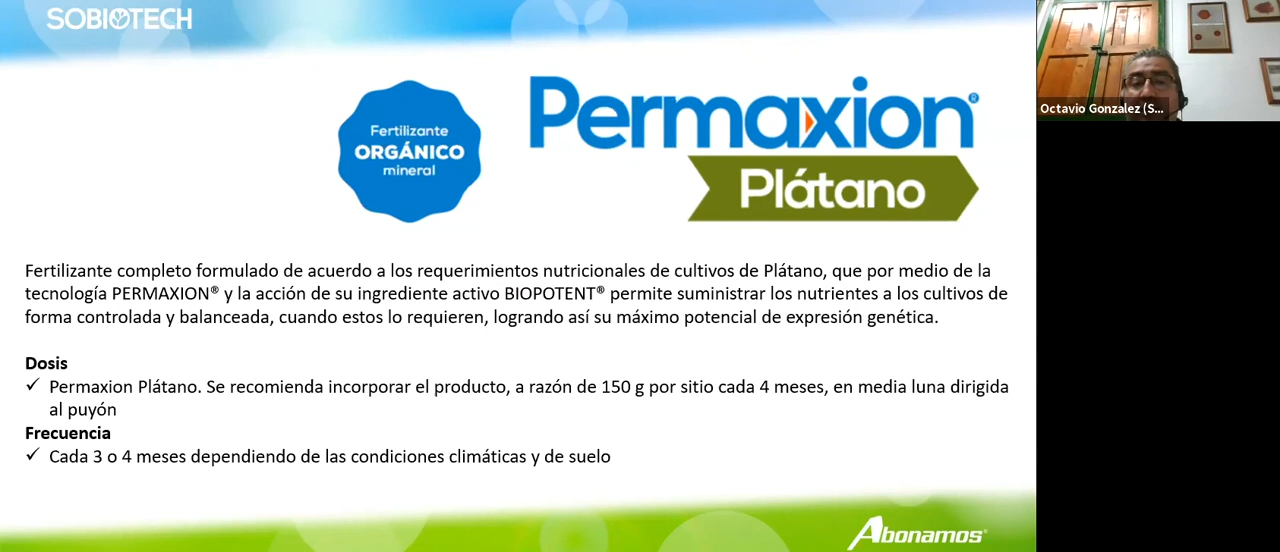 SOBIOTECH
Fertilizante
ORGÁNICO
mineral
Permaxion®
Plátano
Octavio Gonzalez (S...
Fertilizante completo formulado de acuerdo a los requerimientos nutricionales de cultivos de Plátano, que por medio de la
tecnología PERMAXION® y la acción de su ingrediente activo BIOPOTENT® permite suministrar los nutrientes a los cultivos de
forma controlada y balanceada, cuando estos lo requieren, logrando así su máximo potencial de expresión genética.
Dosis
✓ Permaxion Plátano. Se recomienda incorporar el producto, a razón de 150 g por sitio cada 4 meses, en media luna dirigida
al puyón
Frecuencia
✓ Cada 3 o 4 meses dependiendo de las condiciones climáticas y de suelo
Abonamos®